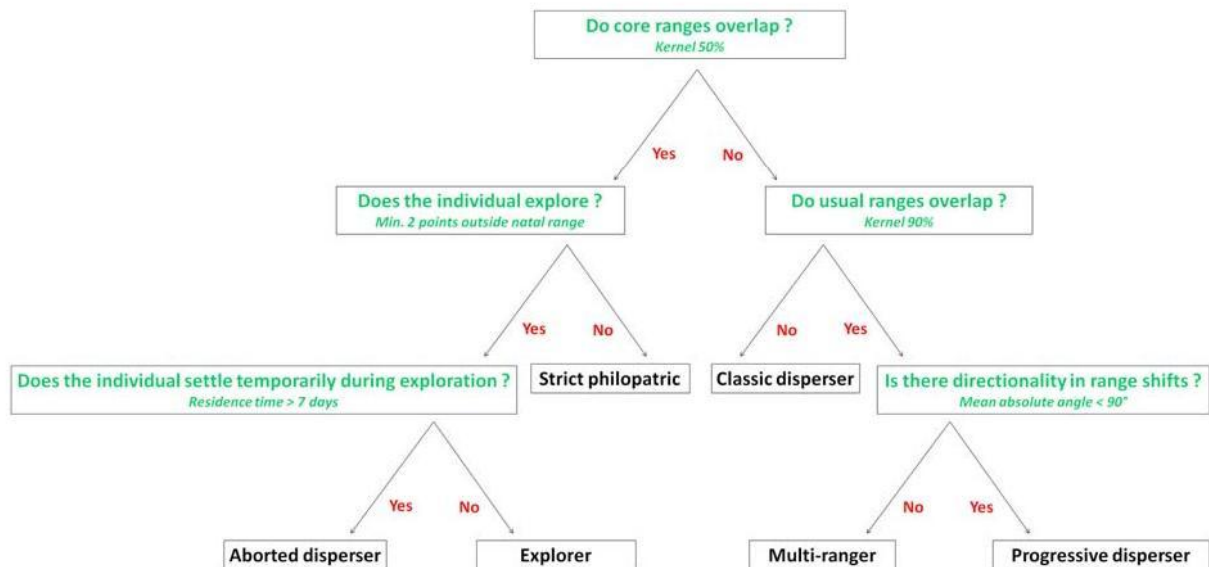 Do core ranges overlap ?
Kernel 50%
Yes
No
Does the individual explore ?
Min. 2 points outside natal range
Do usual ranges overlap ?
Kernel 90%
Yes
No
No
Yes
Does the individual settle temporarily during exploration ?
Residence time > 7 days
Strict philopatric
Classic disperser
Is there directionality in range shifts ?
Mean absolute angle < 90°
Yes
No
No
Yes
Aborted disperser
Explorer
Multi-ranger
Progressive disperser